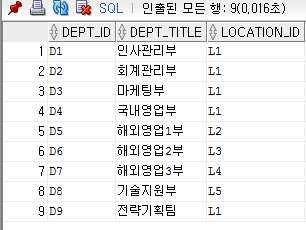 SQL | 인출된 모든 행: 9(0,016초)
DEPT_ID DEPT_TITLE LOCATION_ID
1 D1 인사관리부 L1
2 D2 회계관리부 L1
3 D3 마케팅부 L1
4 D4 국내영업부 L1
5 D5 해외영업1부 L2
6 D6 해외영업2부 L3
7 D7 해외영업3부 L4
8 D8 기술지원부 L5
9 D9 전략기획팀 L1